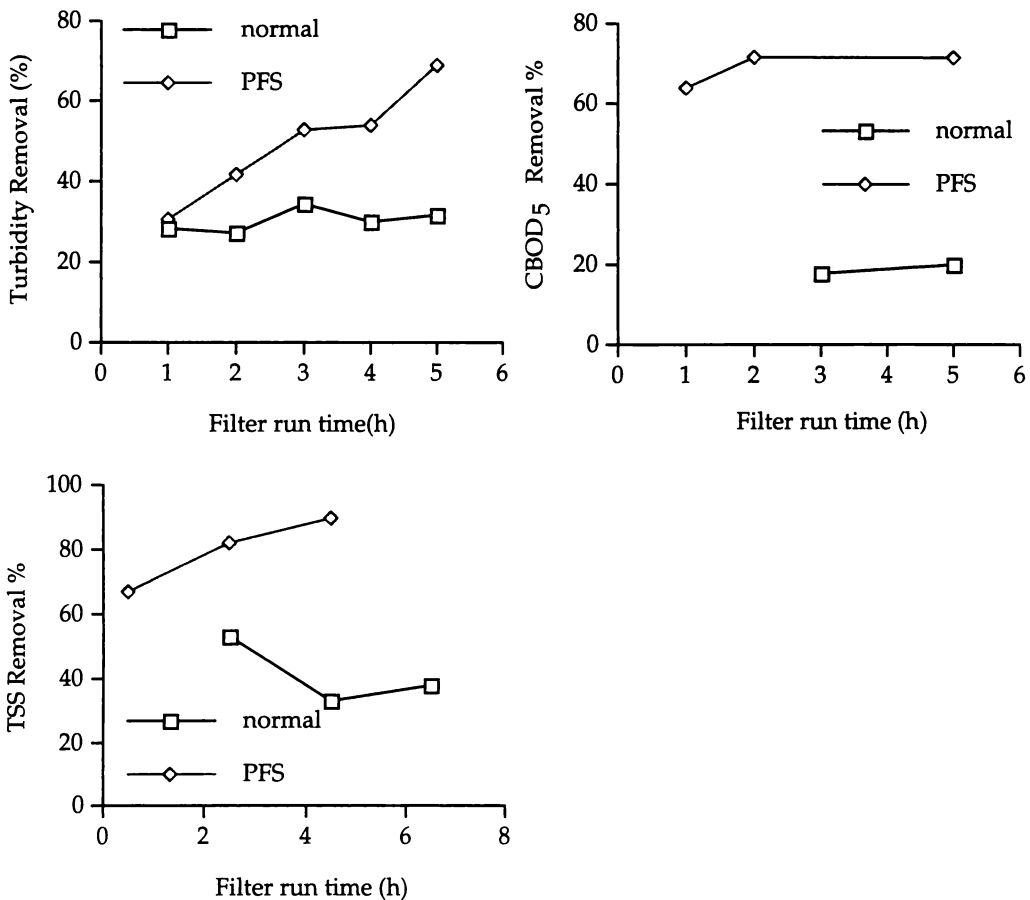 Turbidity Removal (%)
80
60
40
20
0
normal
PFS
0 1 2 3 4 5 6
Filter run time(h)
CBOD5 Removal %
80
60
40
20
0
normal
PFS
0 1 2 3 4 5 6
Filter run time (h)
TSS Removal %
100
80
60
40
20
0
normal
PFS
0 2 4 6 8
Filter run time (h)